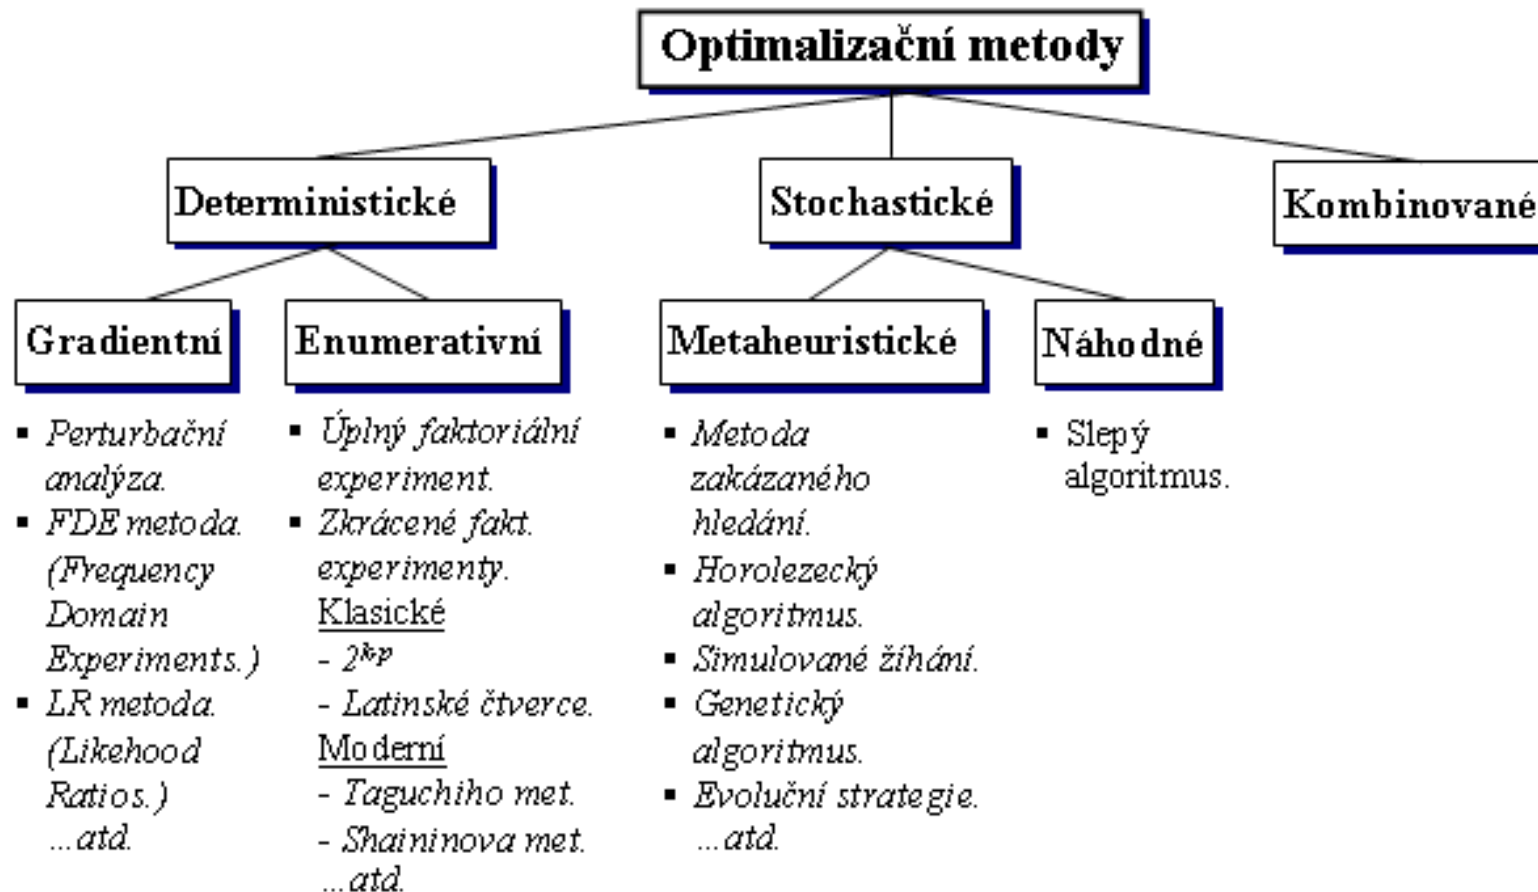 Optimalizační metody
Deterministické
Stochastické
Kombinované
Gradientní
Enumerativní
Metaheuristické
Náhodné
▪ Perturbační
analýza.
▪ FDE metoda.
(Frequency
Domain
Experiments.)
▪ LR metoda.
(Likehood
Ratios.)
...atd.
▪ Úplný faktoriální
experiment.
▪ Zkrácené fakt.
experimenty.
Klasické
- 2^k-p
- Latinské čtverce.
Moderní
- Taguchiho met.
- Shaininova met.
...atd.
▪ Metoda
zakázaného
hledání.
▪ Horolezecký
algoritmus.
▪ Simulované žíhání.
▪ Genetický
algoritmus.
▪ Evoluční strategie.
...atd.
▪ Slepý
algoritmus.